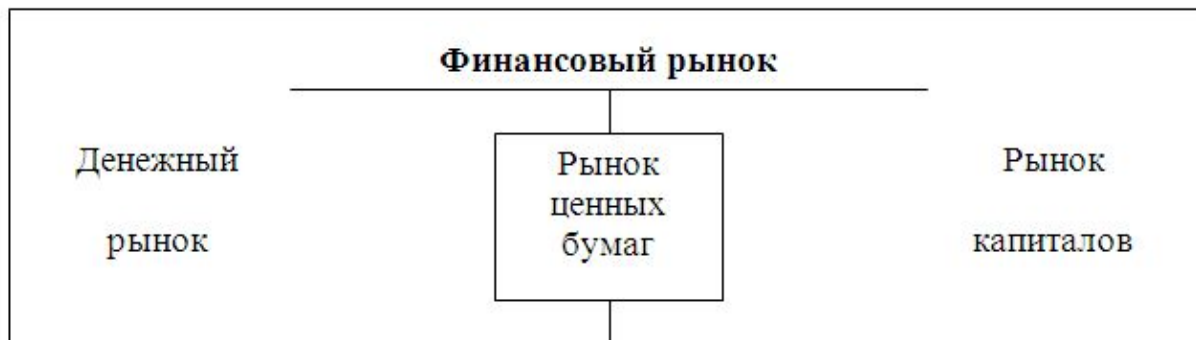 Финансовый рынок
Денежный
рынок
Рынок
ценных
бумаг
Рынок
капиталов